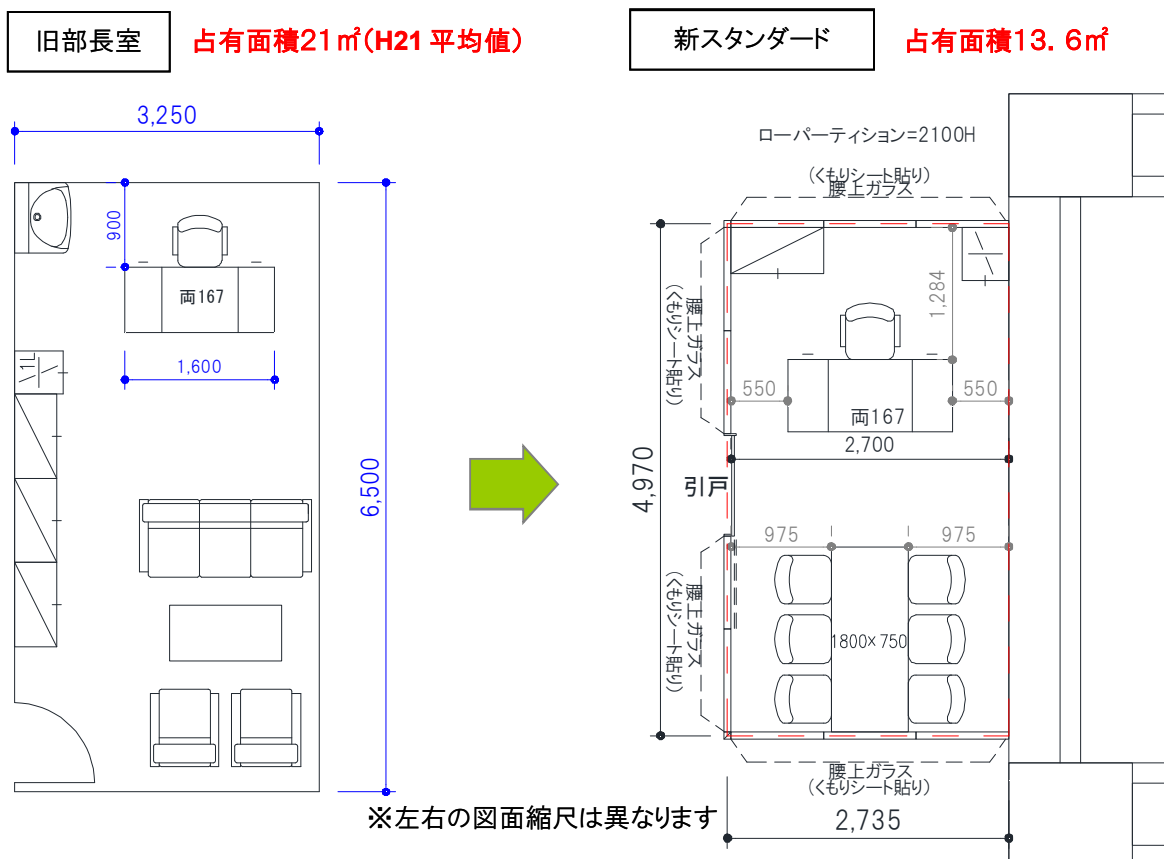 旧部長室
占有面積21㎡(H21 平均値)
新スタンダード
占有面積13.6㎡
3,250
900
両167
1,600
1L
6,500
ローパーティション=2100H
(くもりシート貼り)
腰上ガラス
腰上ガラス
(くもりシート貼り)
1,284
550
550
両167
2,700
4,970
引戸
975
975
腰上ガラス
(くもりシート貼り)
1800×750
腰上ガラス
(くもりシート貼り)
2,735
※左右の図面縮尺は異なります